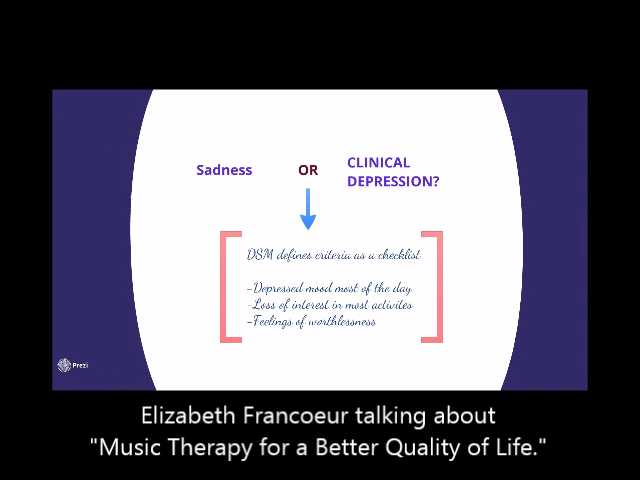 Sadness OR CLINICAL DEPRESSION?
DSM defines criteria as a checklist
-Depressed mood most of the day
-Loss of interest in most activites
-Feelings of worthlessness
Prezi
Elizabeth Francoeur talking about
"Music Therapy for a Better Quality of Life."